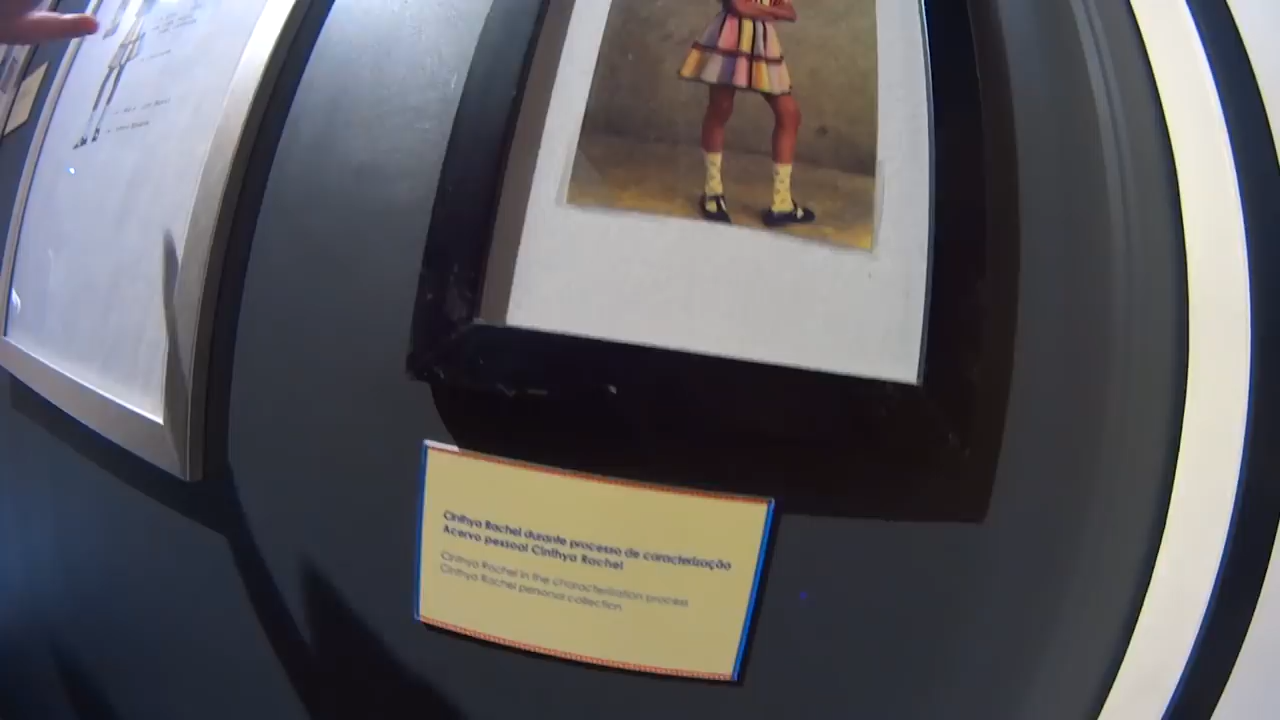 Cinthya Rachel durante processo de caracterização
Acervo pessoal Cinthya Rachel
Cinthya Rachel in the characterization process
Cinthya Rachel personal collection